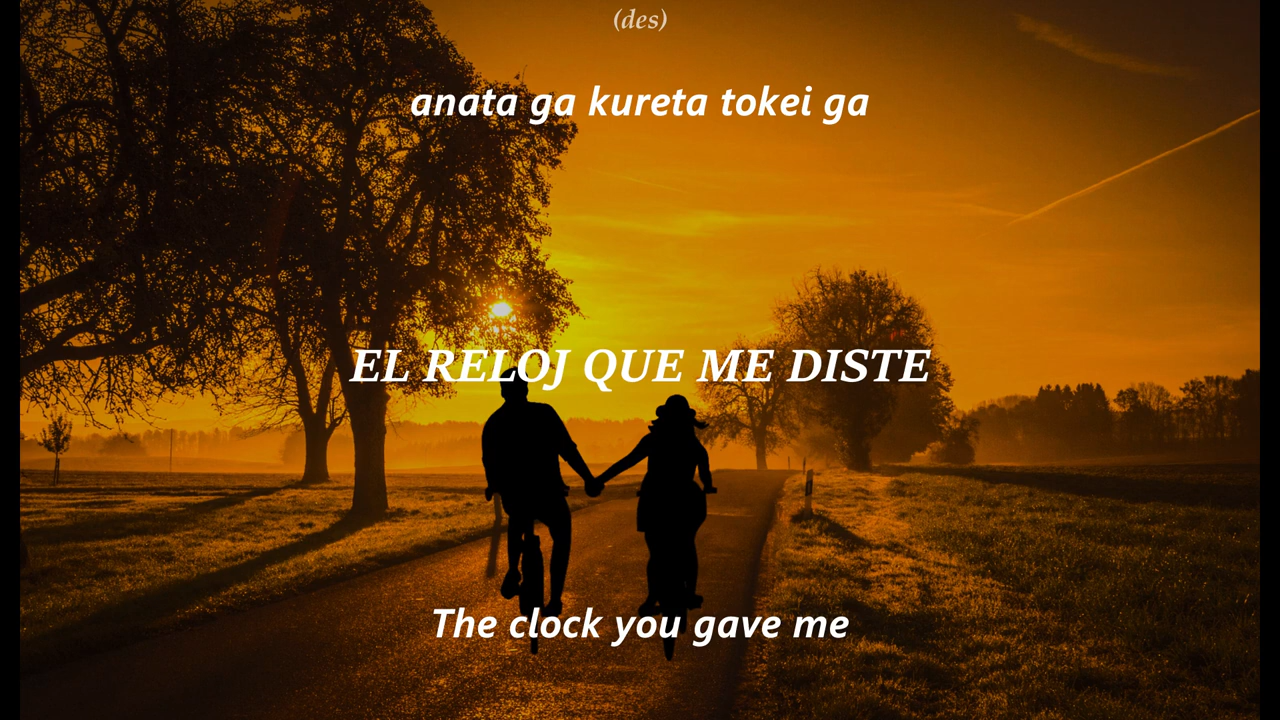 (des)
anata ga kureta tokei ga
EL RELOJ QUE ME DISTE
The clock you gave me